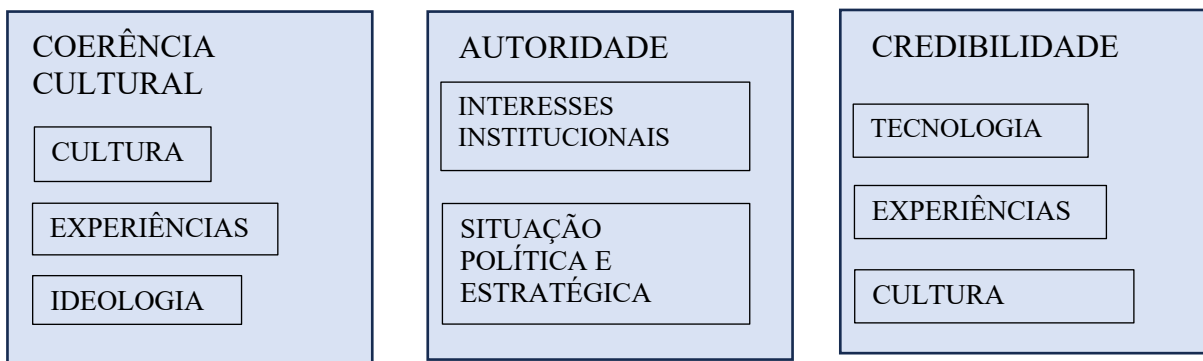 COERÊNCIA
CULTURAL
CULTURA
EXPERIÊNCIAS
IDEOLOGIA
AUTORIDADE
INTERESSES
INSTITUCIONAIS
SITUAÇÃO
POLÍTICA E
ESTRATÉGICA
CREDIBILIDADE
TECNOLOGIA
EXPERIÊNCIAS
CULTURA